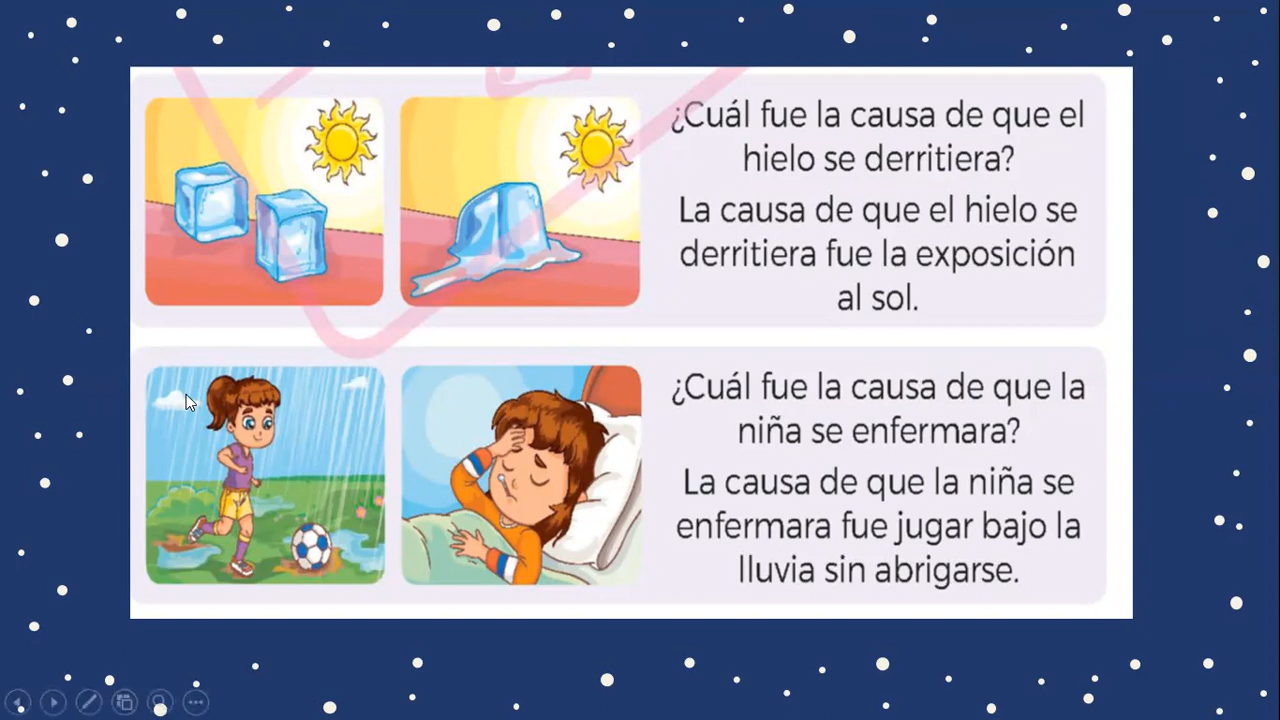 ¿Cuál fue la causa de que el
hielo se derritiera?
La causa de que el hielo se
derritiera fue la exposición
al sol.
¿Cuál fue la causa de que la
niña se enfermara?
La causa de que la niña se
enfermara fue jugar bajo la
lluvia sin abrigarse.